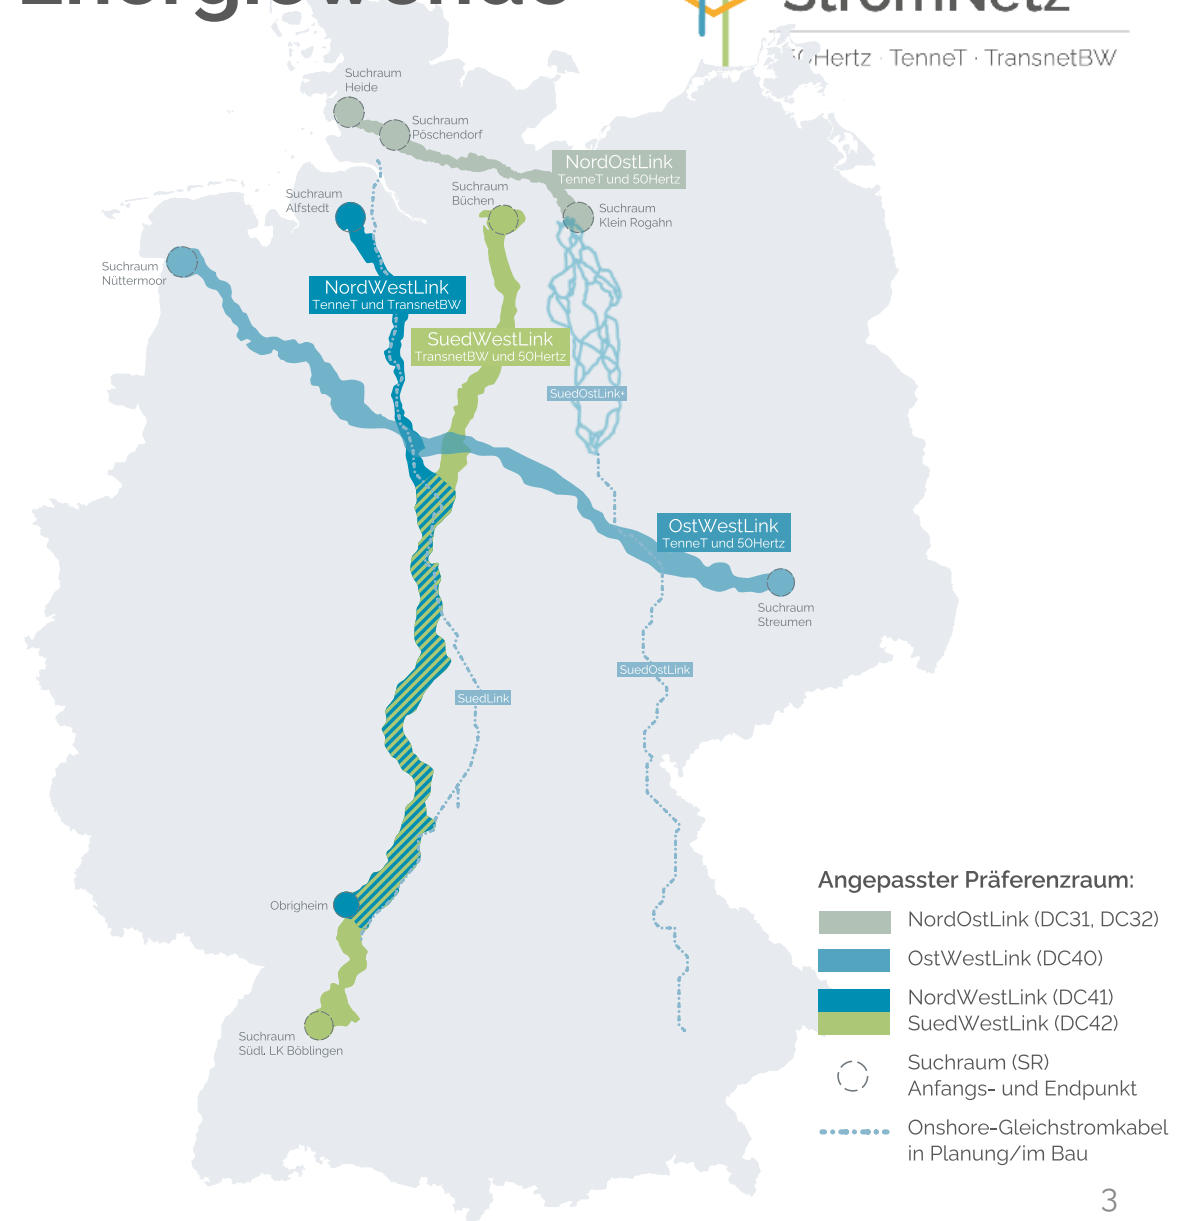 Energiewende
StromNetz
50Hertz · TenneT · TransnetBW
Suchraum
Heide
Suchraum
Pöschendorf
NordOstLink
TenneT und 50Hertz
Suchraum
Büchen
Suchraum
Alfstedt
Suchraum
Klein Rogahn
Suchraum
Nüttermoor
NordWestLink
TenneT und TransnetBW
SuedWestLink
TransnetBW und 50Hertz
SuedOstLink+
OstWestLink
TenneT und 50Hertz
Suchraum
Streumen
SuedOstLink
SuedLink
Obrigheim
Suchraum
Südl. LK Böblingen
Angepasster Präferenzraum:
NordOstLink (DC31, DC32)
OstWestLink (DC40)
NordWestLink (DC41)
SuedWestLink (DC42)
Suchraum (SR)
Anfangs- und Endpunkt
Onshore-Gleichstromkabel
in Planung/im Bau
3